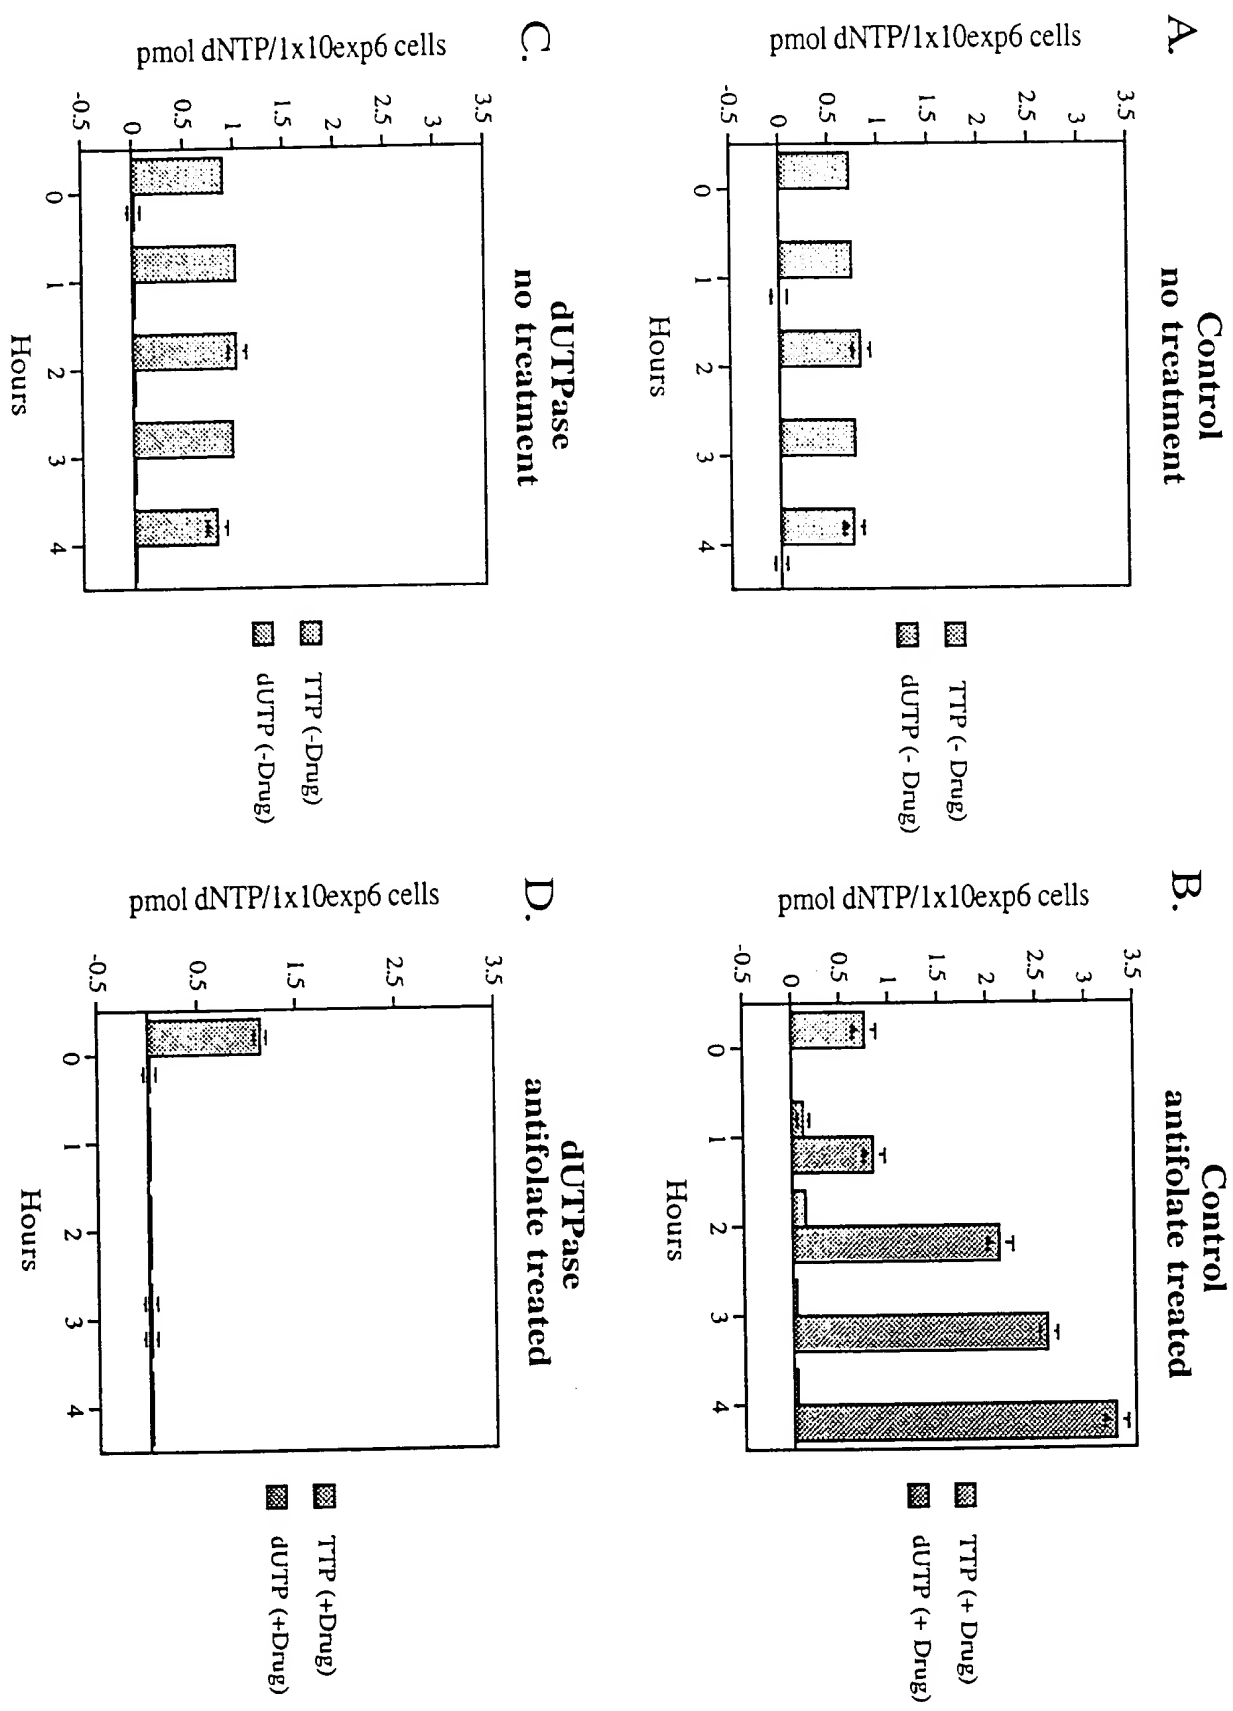 A.
Control
no treatment
pmol dNTP/1x10exp6 cells
3.5
3
2.5
2
1.5
1
0.5
0
-0.5
0
1
2
3
4
Hours
TTP (- Drug)
dUTP (- Drug)
B.
Control
antifolate treated
pmol dNTP/1x10exp6 cells
3.5
3
2.5
2
1.5
1
0.5
0
-0.5
0
1
2
3
4
Hours
TTP (+ Drug)
dUTP (+ Drug)
C.
dUTPase
no treatment
pmol dNTP/1x10exp6 cells
3.5
3
2.5
2
1.5
1
0.5
0
-0.5
0
1
2
3
4
Hours
TTP (-Drug)
dUTP (-Drug)
D.
dUTPase
antifolate treated
pmol dNTP/1x10exp6 cells
3.5
2.5
1.5
0.5
-0.5
0
1
2
3
4
Hours
TTP (+Drug)
dUTP (+Drug)